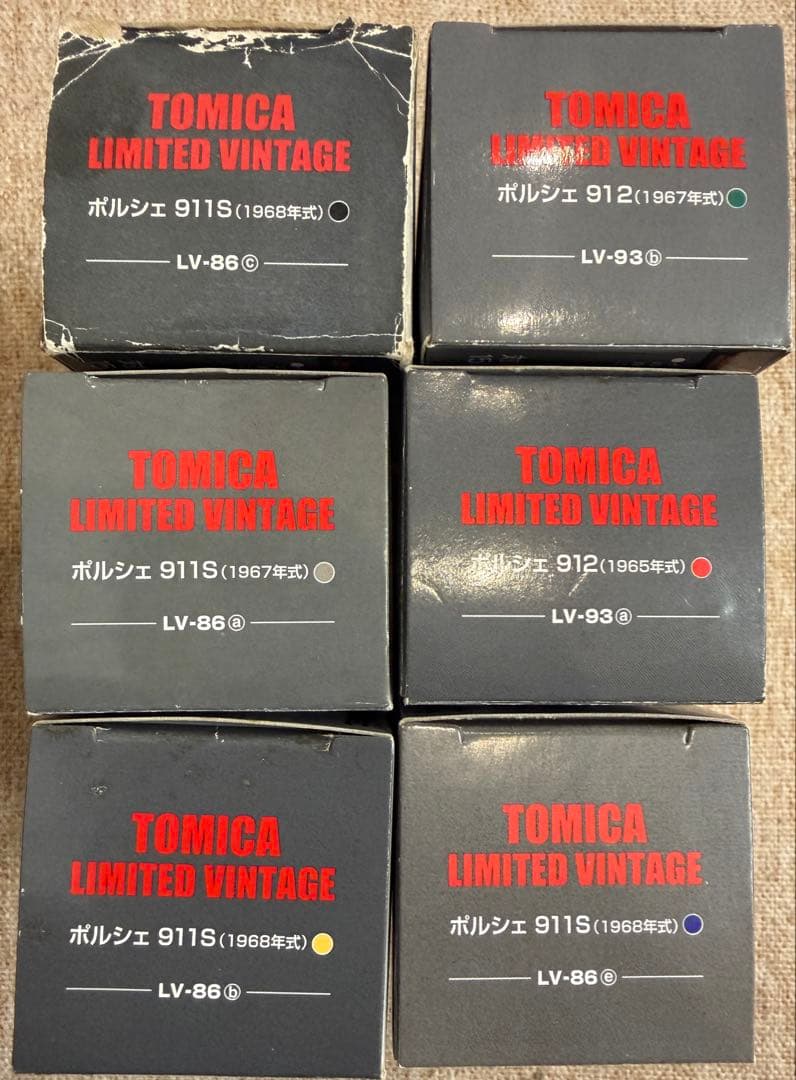 TOMICA
LIMITED VINTAGE
ポルシェ 911S(1968年式)
LV-86ⓒ
TOMICA
LIMITED VINTAGE
ポルシェ 912(1967年式)
LV-93ⓑ
TOMICA
LIMITED VINTAGE
ポルシェ 911S(1967年式)
LV-86ⓐ
TOMICA
LIMITED VINTAGE
ポルシェ 912(1965年式)
LV-93ⓐ
TOMICA
LIMITED VINTAGE
ポルシェ 911S(1968年式)
LV-86ⓑ
TOMICA
LIMITED VINTAGE
ポルシェ 911S(1968年式)
LV-86ⓔ